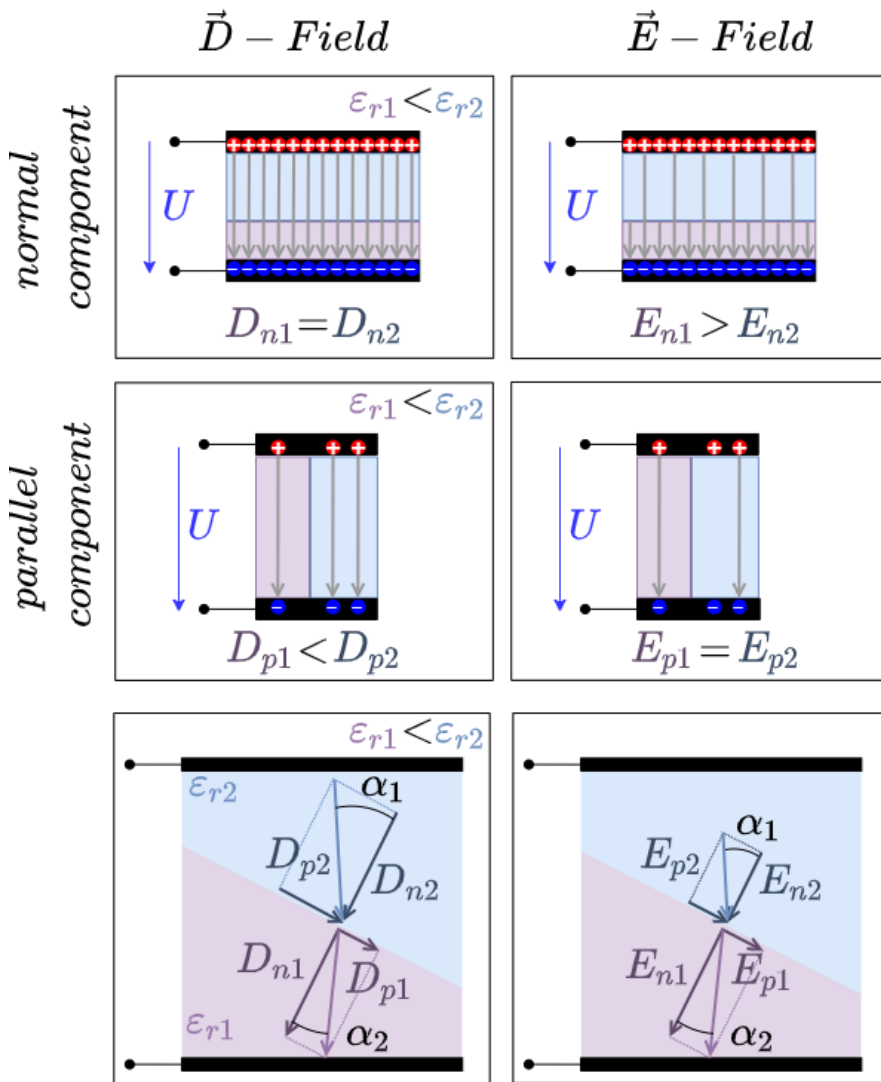 D⃗ – Field
E⃗ – Field
normal component
εr1<εr2
U
Dn1=Dn2
U
En1>En2
parallel component
εr1<εr2
U
Dp1<Dp2
U
Ep1=Ep2
εr1<εr2
εr2
α1
Dp2
Dn2
Dn1
Dp1
εr1
α2
α1
Ep2
En2
En1
Ep1
α2